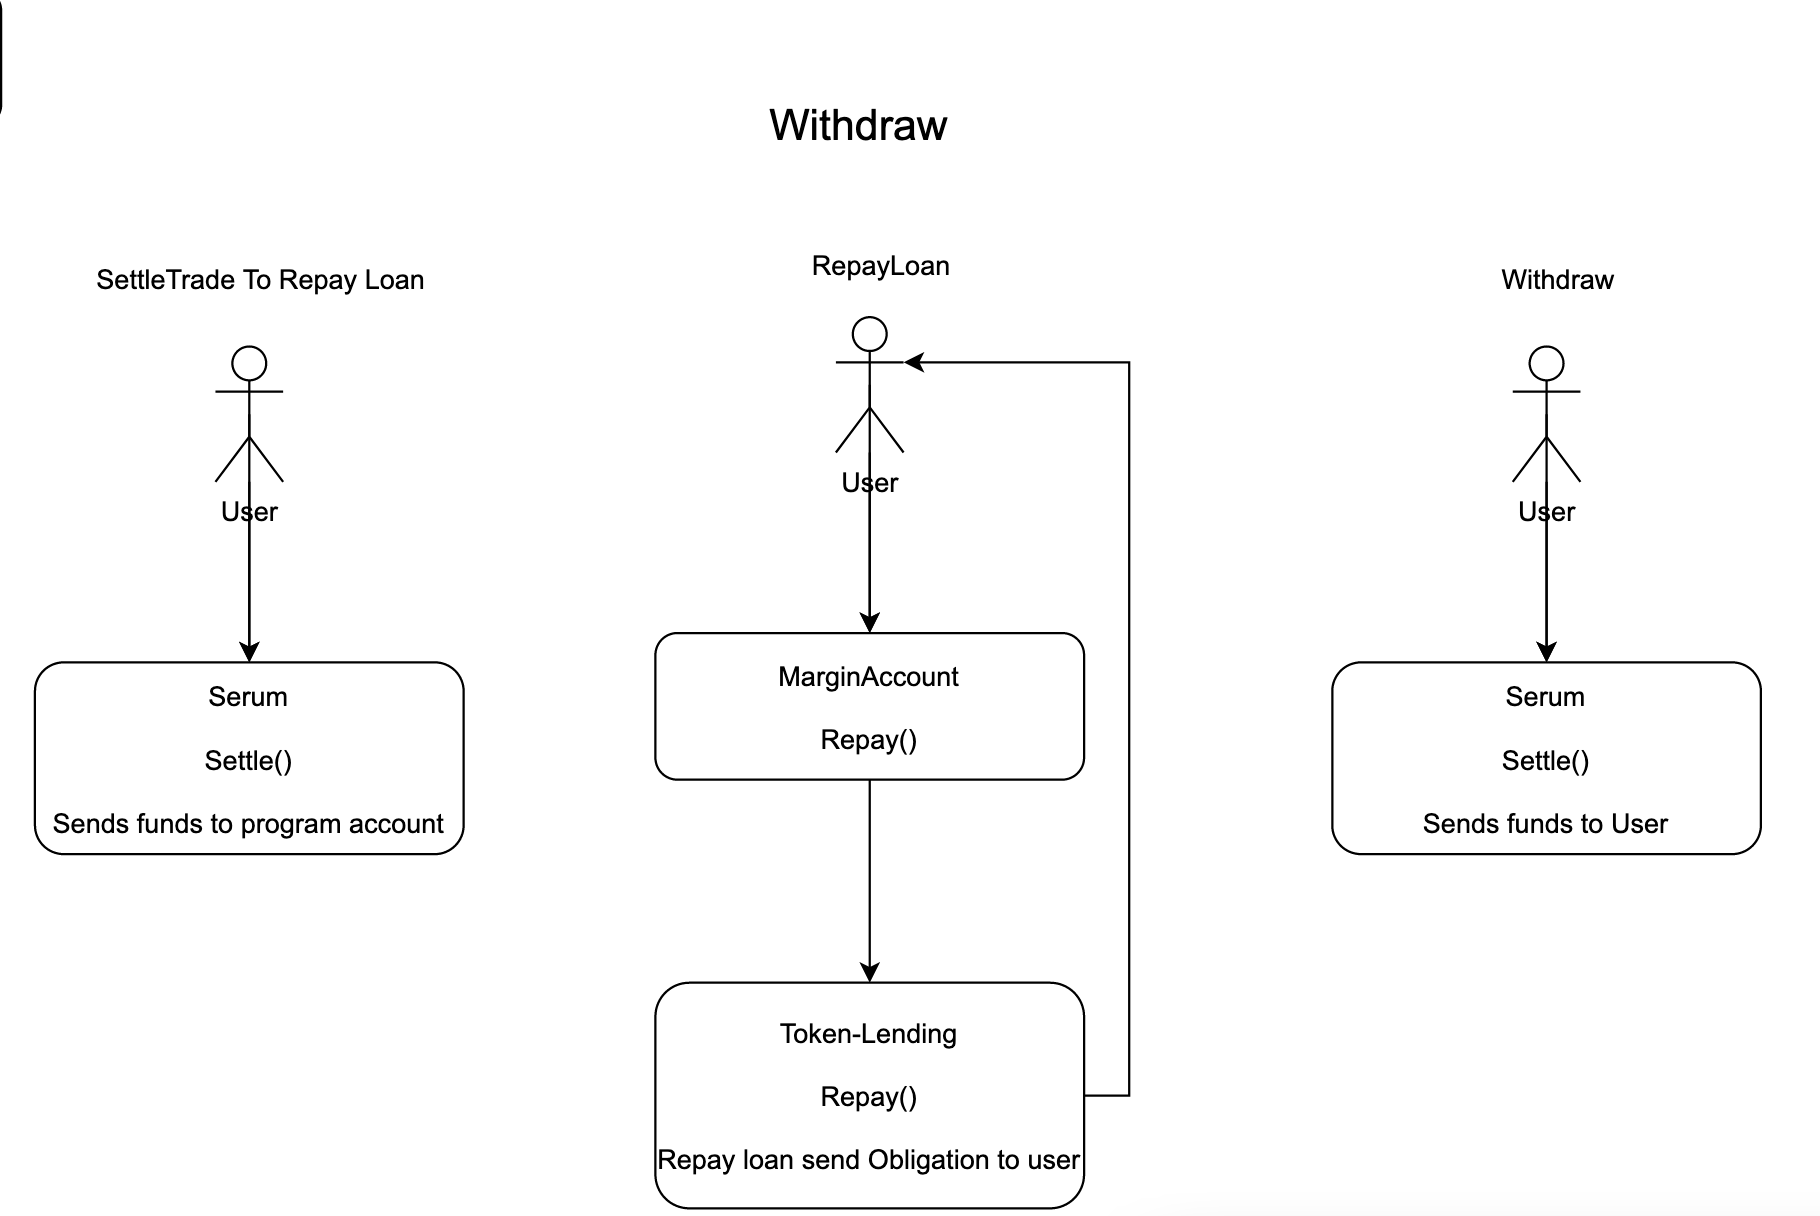 Withdraw
SettleTrade To Repay Loan
User
Serum
Settle()
Sends funds to program account
RepayLoan
User
MarginAccount
Repay()
Token-Lending
Repay()
Repay loan send Obligation to user
Withdraw
User
Serum
Settle()
Sends funds to User